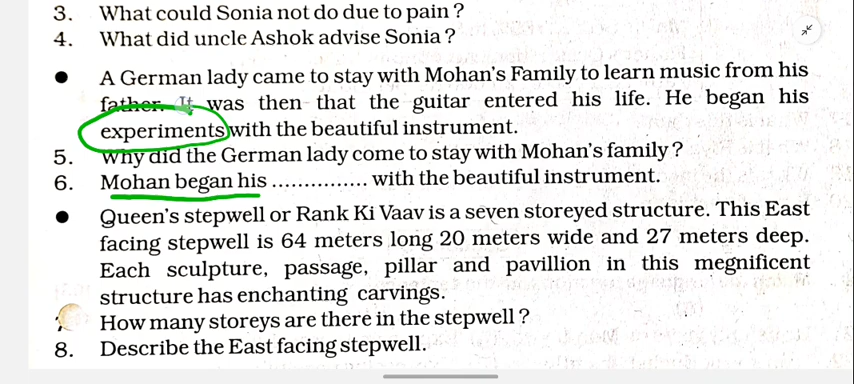 3. What could Sonia not do due to pain ?
4. What did uncle Ashok advise Sonia ?
● A German lady came to stay with Mohan's Family to learn music from his
father. It was then that the guitar entered his life. He began his
experiments with the beautiful instrument.
5. Why did the German lady come to stay with Mohan's family ?
6. Mohan began his ............... with the beautiful instrument.
● Queen's stepwell or Rank Ki Vaav is a seven storeyed structure. This East
facing stepwell is 64 meters long 20 meters wide and 27 meters deep.
Each sculpture, passage, pillar and pavillion in this megnificent
structure has enchanting carvings.
How many storeys are there in the stepwell ?
8. Describe the East facing stepwell.